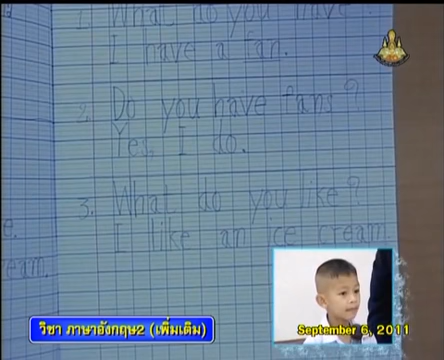 1. What do you have?
I have a fan.
2. Do you have fans?
Yes, I do.
3. What do you like?
e.
I like an ice cream
eam.
วิชา ภาษาอังกฤษ2 (เพิ่มเติม)
September 6, 2011